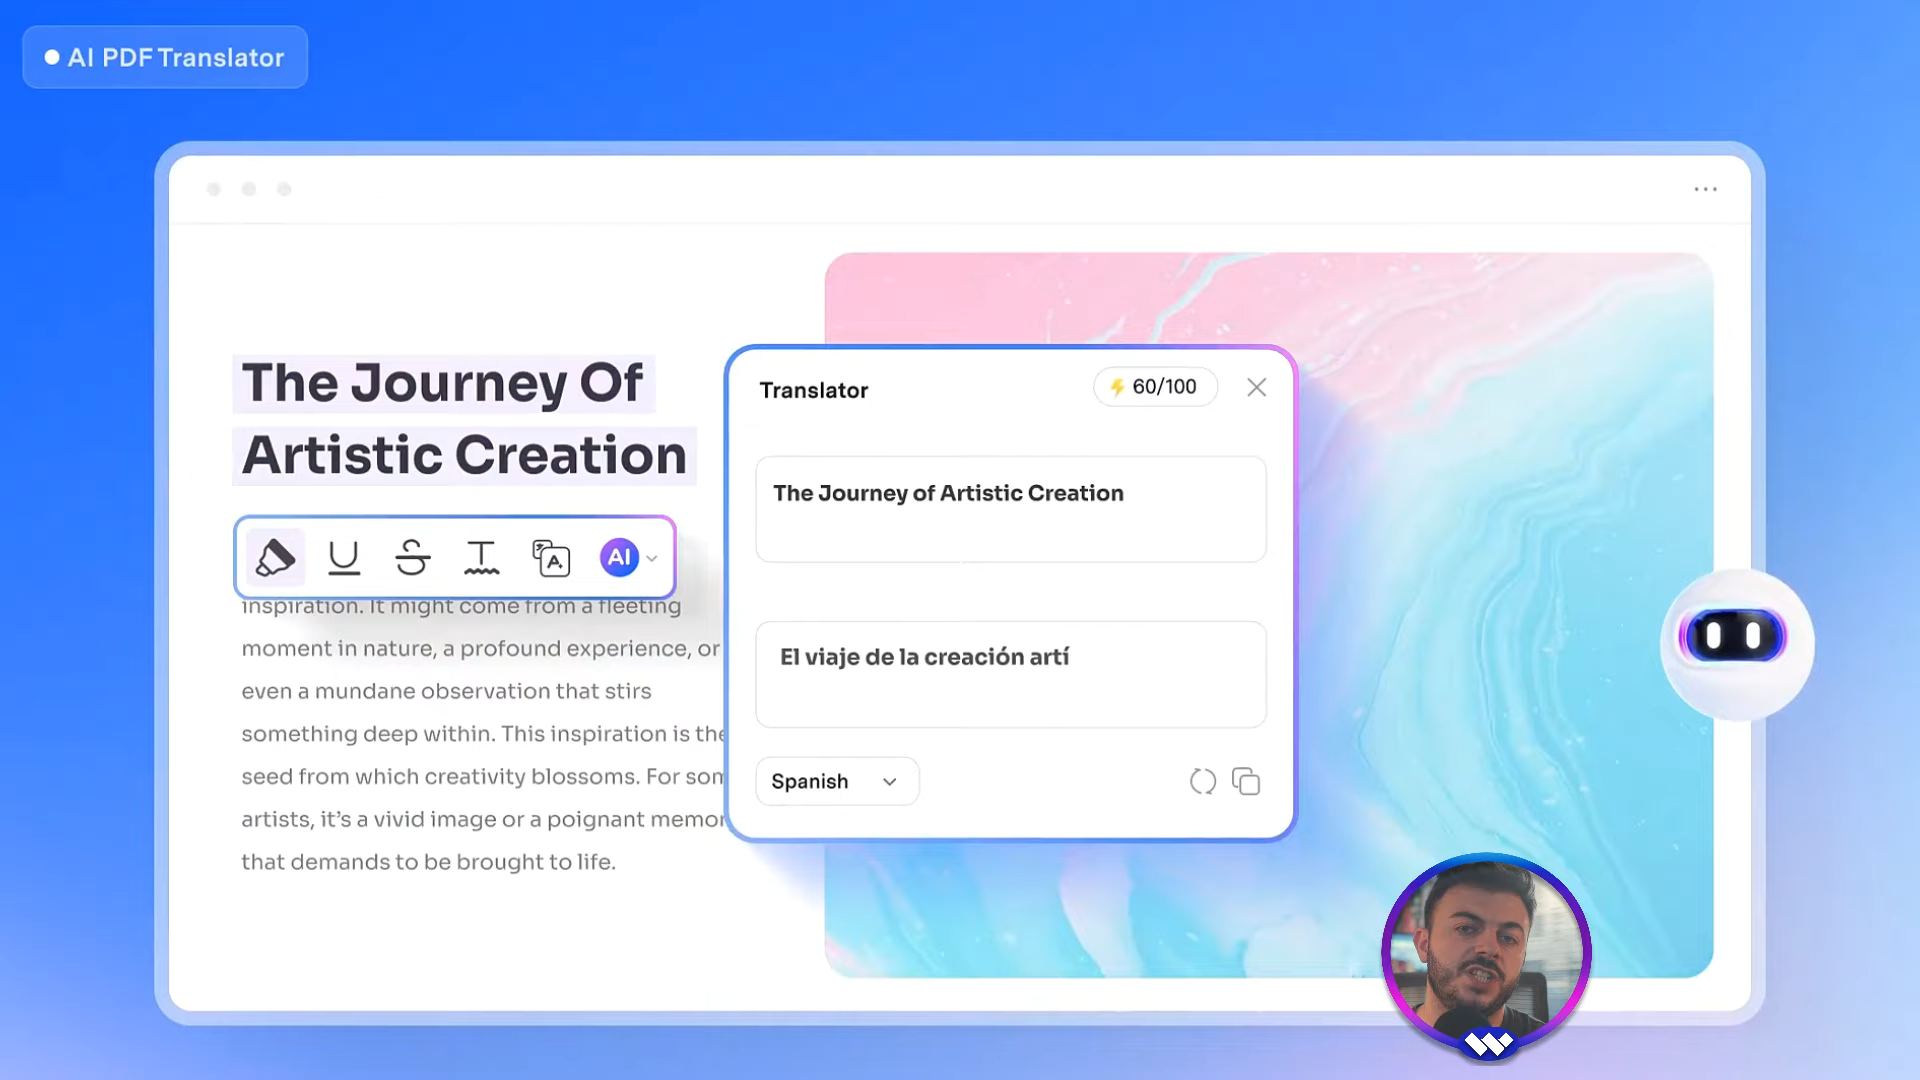 AI PDF Translator
The Journey Of
Artistic Creation
AI
inspiration. It might come from a fleeting
moment in nature, a profound experience, or
even a mundane observation that stirs
something deep within. This inspiration is the
seed from which creativity blossoms. For som
artists, it's a vivid image or a poignant memor
that demands to be brought to life.
Translator
60/100
The Journey of Artistic Creation
El viaje de la creación artí
Spanish